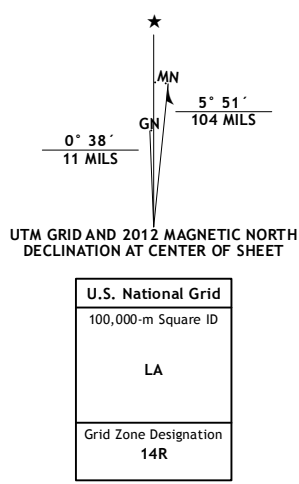 ★
MN
5° 51´
104 MILS
GN
0° 38´
11 MILS
UTM GRID AND 2012 MAGNETIC NORTH
DECLINATION AT CENTER OF SHEET
U.S. National Grid
100,000-m Square ID
LA
Grid Zone Designation
14R